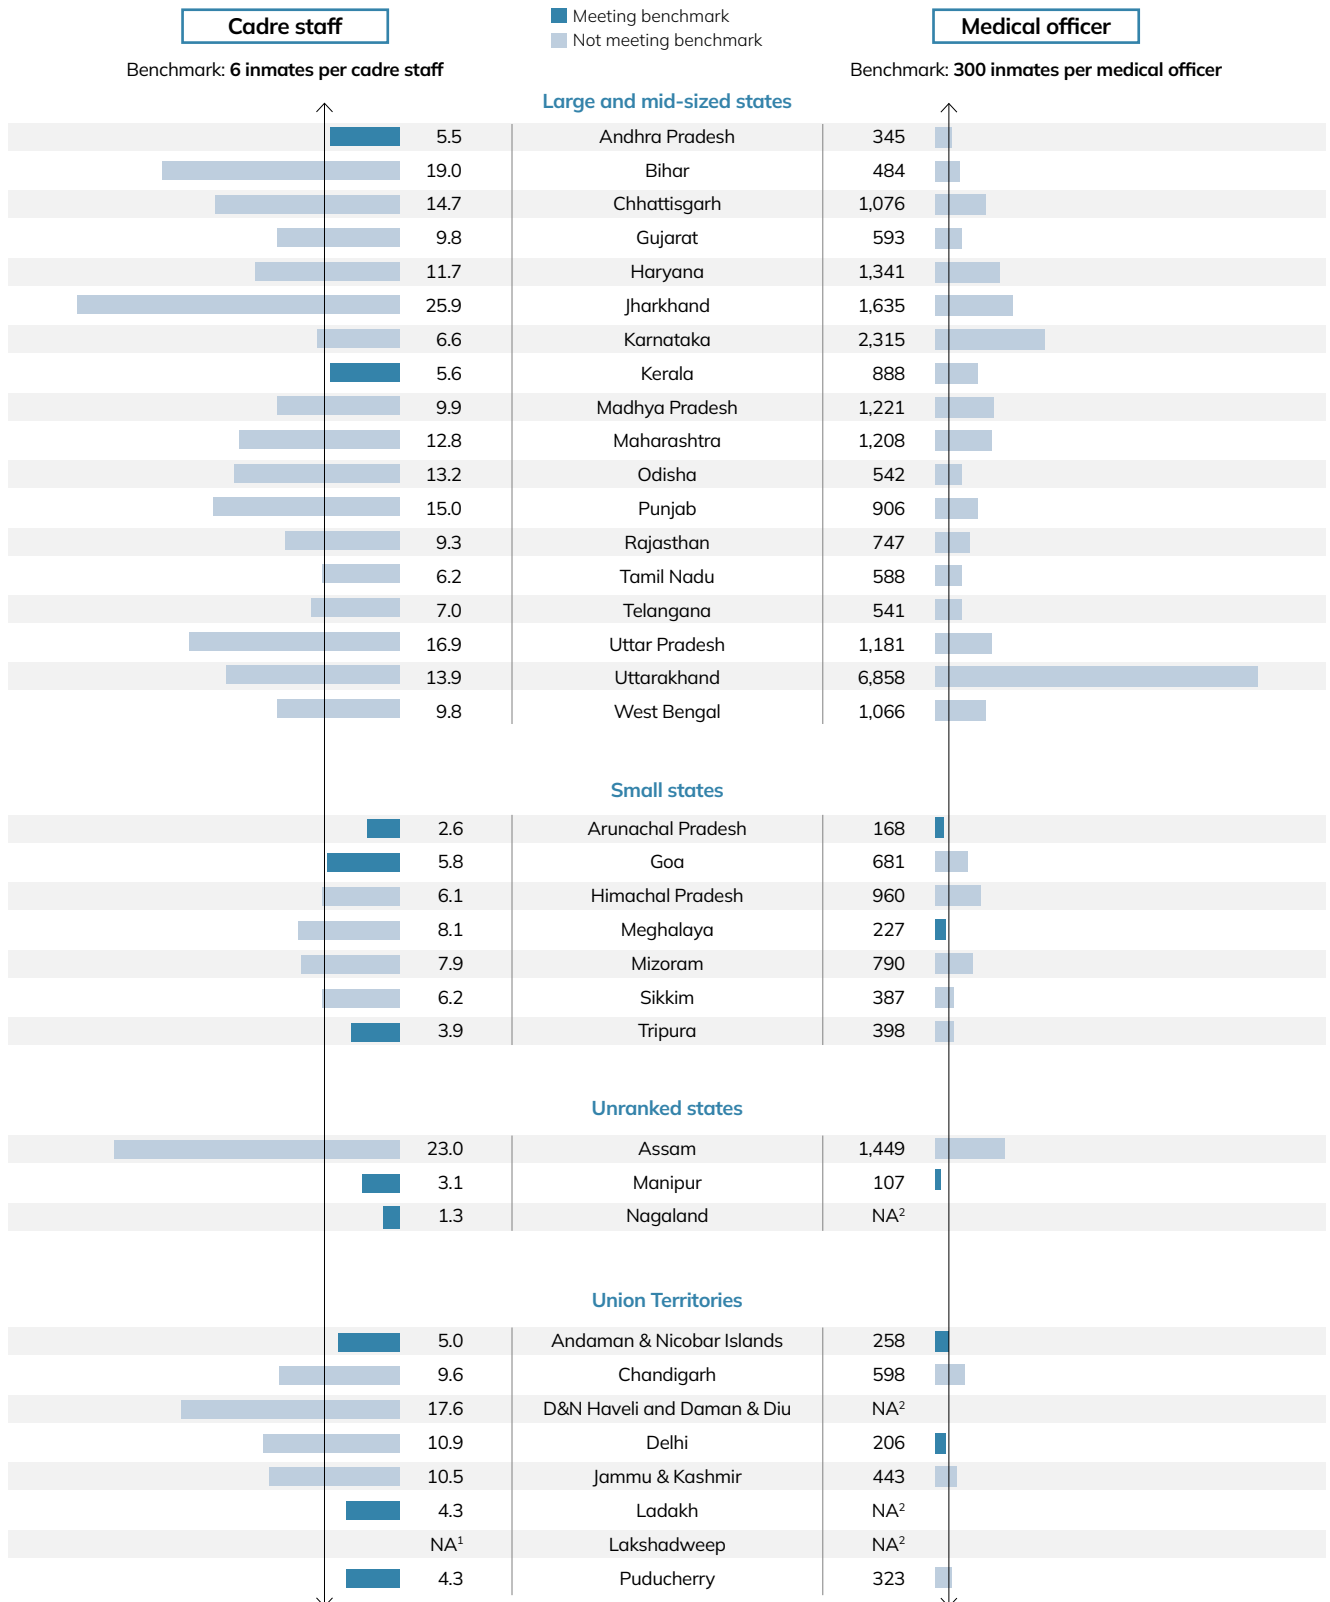 Cadre staff
Meeting benchmark
Not meeting benchmark
Medical officer
Benchmark: 6 inmates per cadre staff
Benchmark: 300 inmates per medical officer
Large and mid-sized states
5.5 Andhra Pradesh 345
19.0 Bihar 484
14.7 Chhattisgarh 1,076
9.8 Gujarat 593
11.7 Haryana 1,341
25.9 Jharkhand 1,635
6.6 Karnataka 2,315
5.6 Kerala 888
9.9 Madhya Pradesh 1,221
12.8 Maharashtra 1,208
13.2 Odisha 542
15.0 Punjab 906
9.3 Rajasthan 747
6.2 Tamil Nadu 588
7.0 Telangana 541
16.9 Uttar Pradesh 1,181
13.9 Uttarakhand 6,858
9.8 West Bengal 1,066
Small states
2.6 Arunachal Pradesh 168
5.8 Goa 681
6.1 Himachal Pradesh 960
8.1 Meghalaya 227
7.9 Mizoram 790
6.2 Sikkim 387
3.9 Tripura 398
Unranked states
23.0 Assam 1,449
3.1 Manipur 107
1.3 Nagaland NA²
Union Territories
5.0 Andaman & Nicobar Islands 258
9.6 Chandigarh 598
17.6 D&N Haveli and Daman & Diu NA²
10.9 Delhi 206
10.5 Jammu & Kashmir 443
4.3 Ladakh NA²
NA¹ Lakshadweep NA²
4.3 Puducherry 323